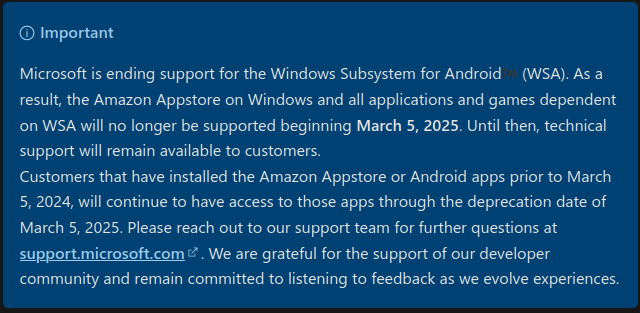 Important
Microsoft is ending support for the Windows Subsystem for Android™ (WSA). As a
result, the Amazon Appstore on Windows and all applications and games dependent
on WSA will no longer be supported beginning March 5, 2025. Until then, technical
support will remain available to customers.
Customers that have installed the Amazon Appstore or Android apps prior to March
5, 2024, will continue to have access to those apps through the deprecation date of
March 5, 2025. Please reach out to our support team for further questions at
support.microsoft.com. We are grateful for the support of our developer
community and remain committed to listening to feedback as we evolve experiences.